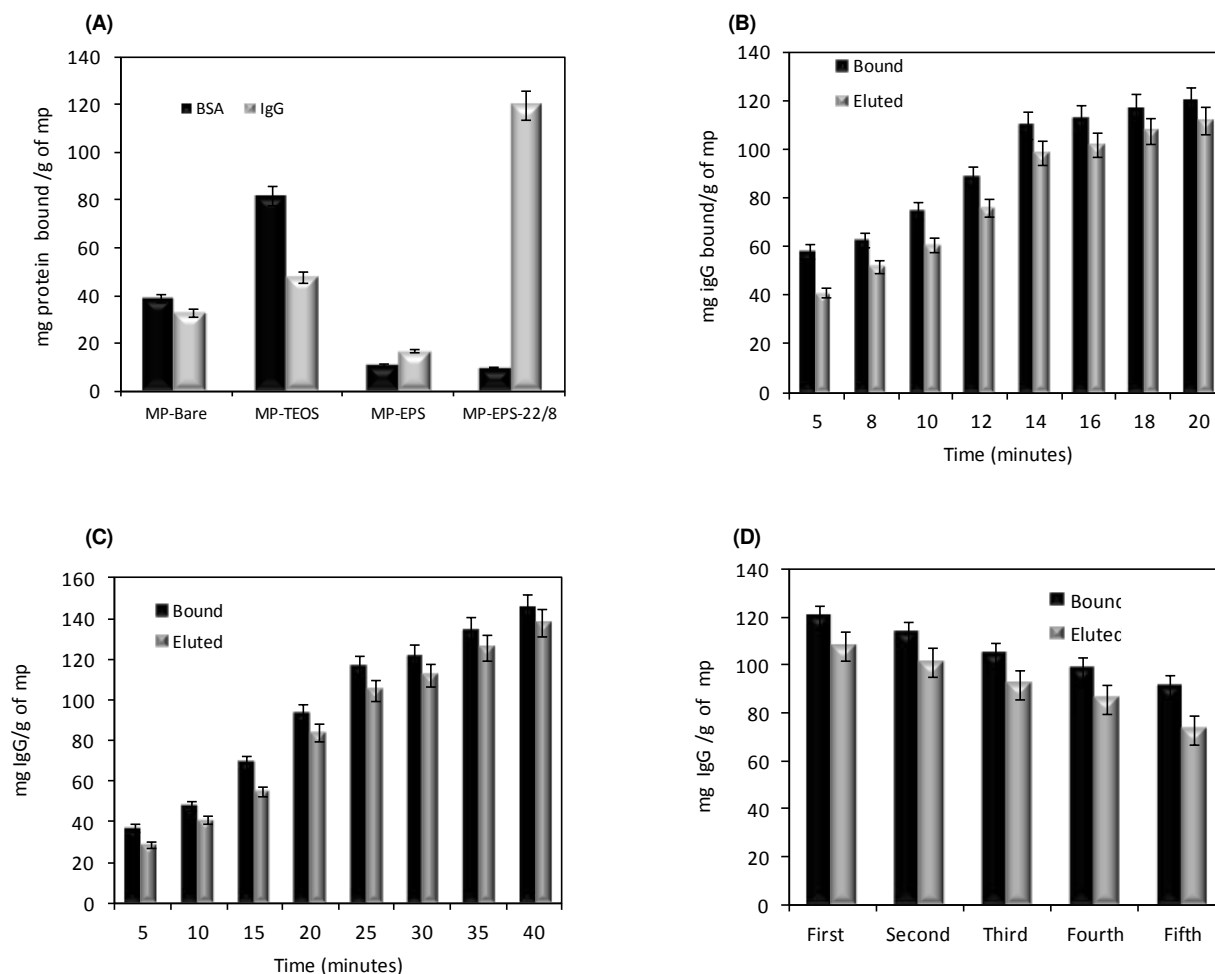 (A)
mg protein bound /g of mp
140
120
100
80
60
40
20
0
BSA IgG
MP-Bare MP-TEOS MP-EPS MP-EPS-22/8
(B)
mg igG bound/g of mp
140
120
100
80
60
40
20
0
Bound
Eluted
5 8 10 12 14 16 18 20
Time (minutes)
(C)
mg IgG/g of mp
160
140
120
100
80
60
40
20
0
Bound
Eluted
5 10 15 20 25 30 35 40
Time (minutes)
(D)
mg IgG /g of mp
140
120
100
80
60
40
20
0
Bound
Eluted
First Second Third Fourth Fifth